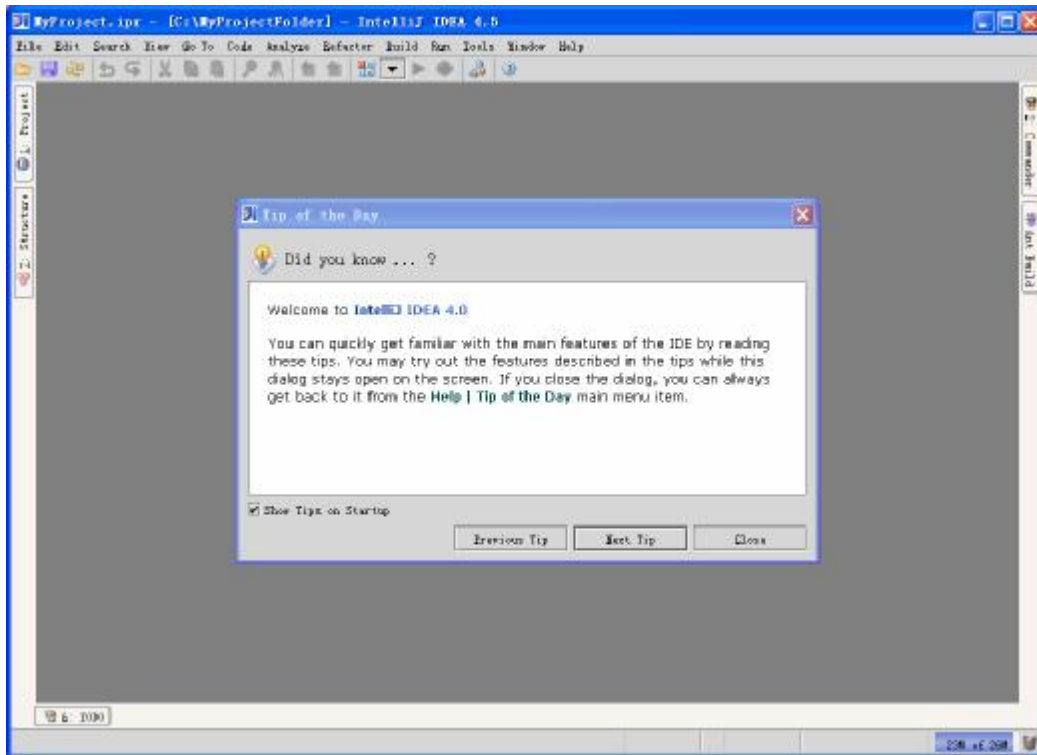 MyProject.ipr - [C:\MyProjectFolder] - IntelliJ IDEA 4.5
File Edit Search View Go To Code Analyze Refactor Build Run Tools Window Help
1: Project
7: Structure
Commander
Ant Build
Tip of the Day
Did you know ... ?
Welcome to IntelliJ IDEA 4.0
You can quickly get familiar with the main features of the IDE by reading
these tips. You may try out the features described in the tips while this
dialog stays open on the screen. If you close the dialog, you can always
get back to it from the Help | Tip of the Day main menu item.
Show Tips on Startup
Previous Tip Next Tip Close
6: TODO
23M of 26M